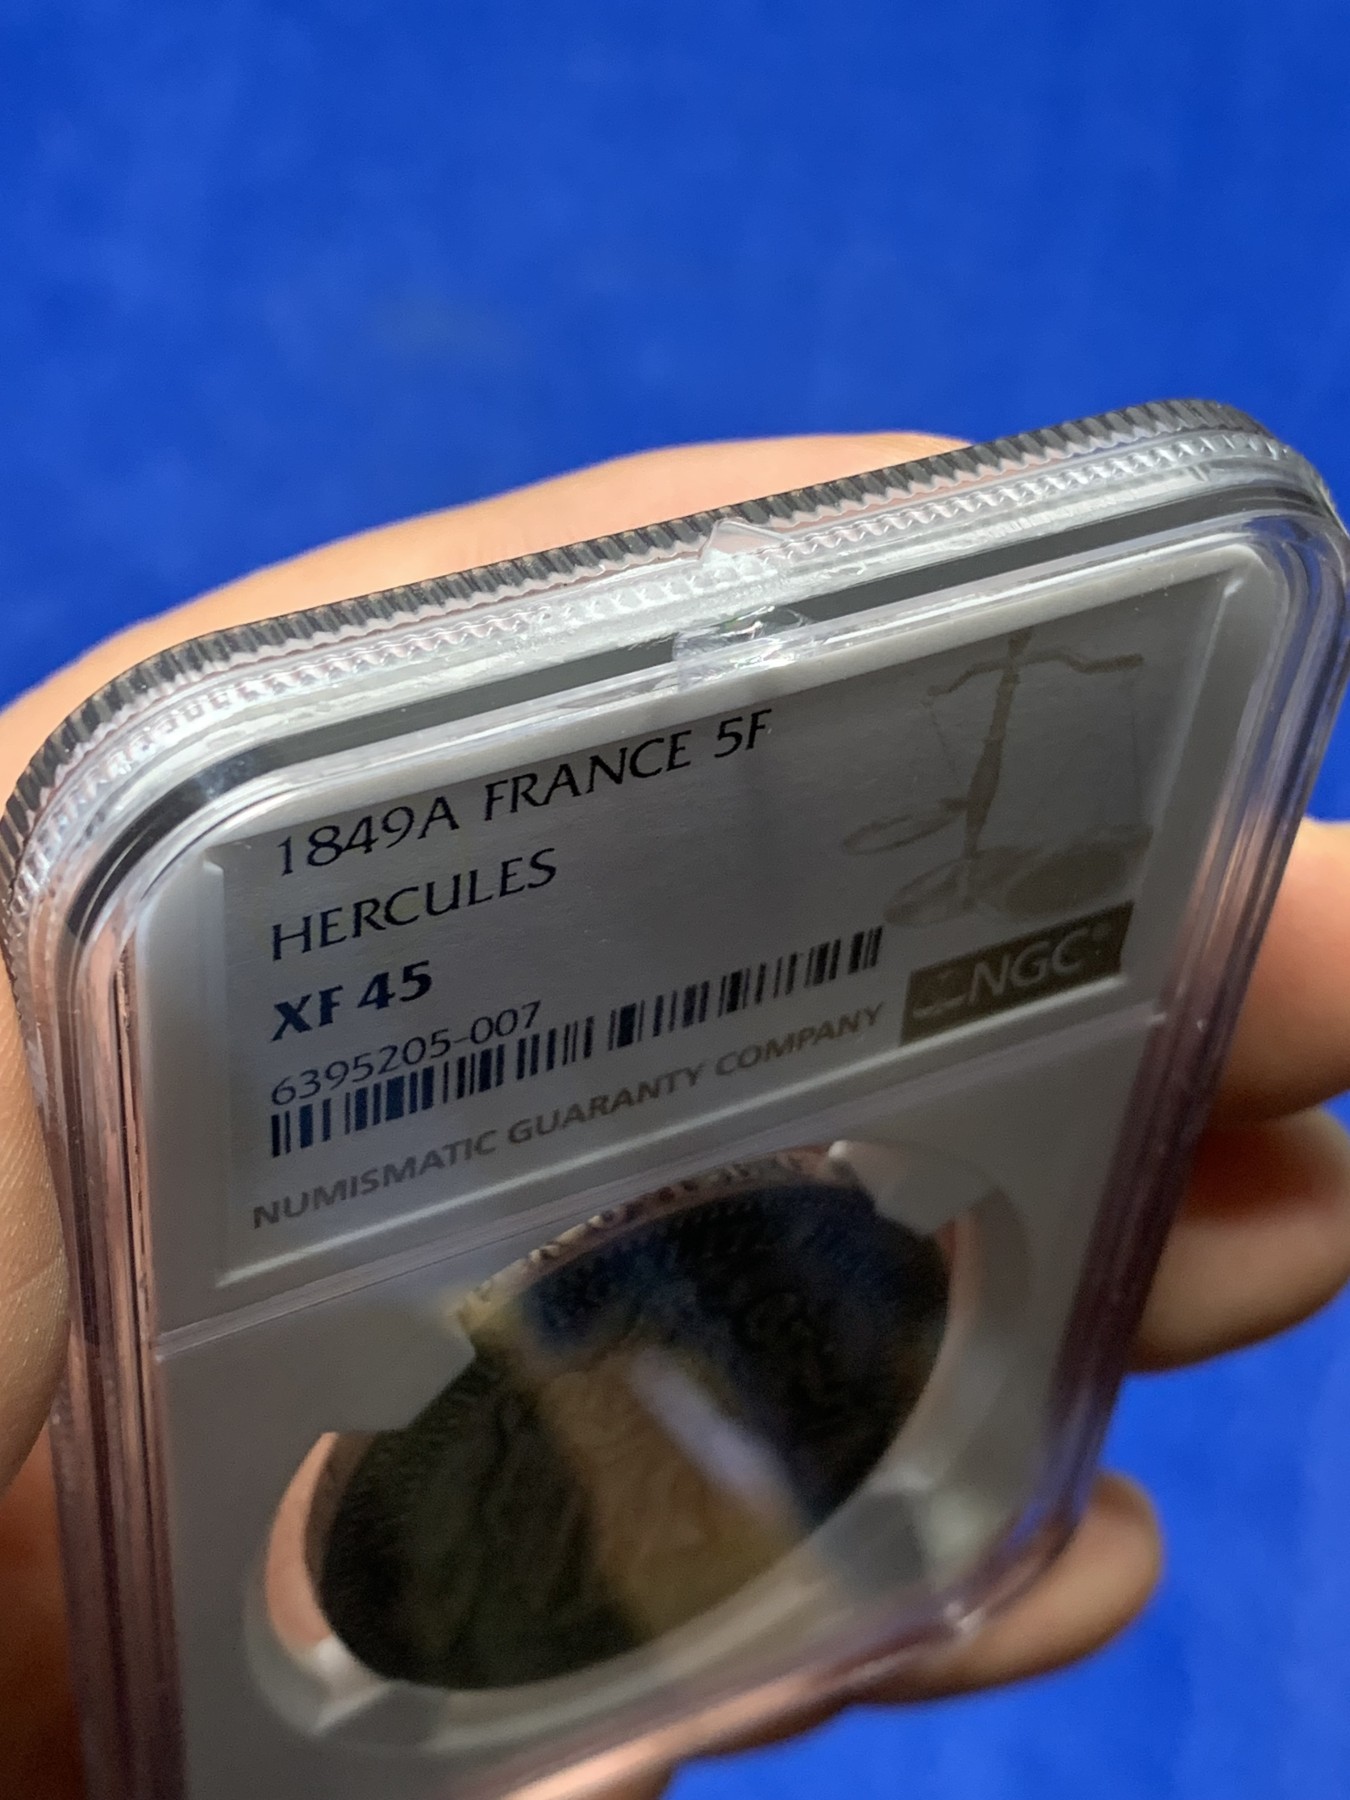 1849A FRANCE 5F
HERCULES
XF 45
6395205-007
NGC
NUMISMATIC GUARANTY COMPANY